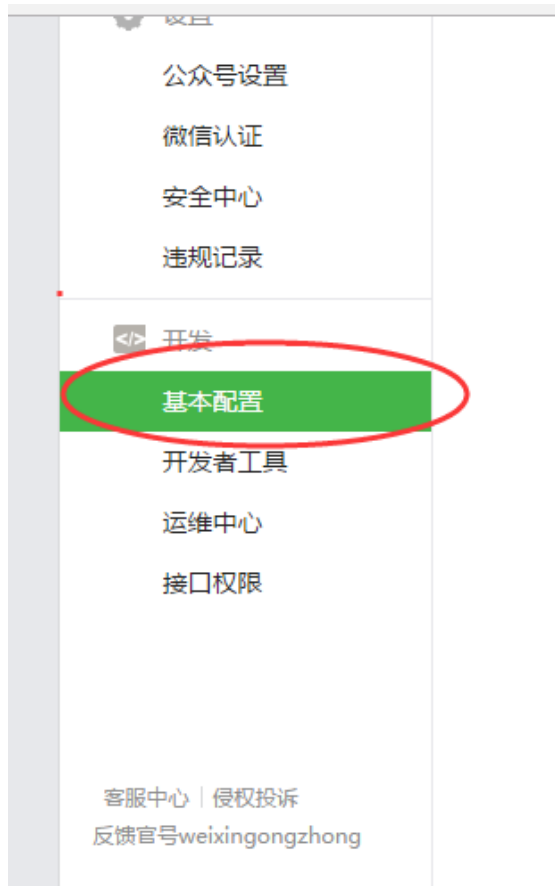 设置
公众号设置
微信认证
安全中心
违规记录
</> 开发
基本配置
开发者工具
运维中心
接口权限
客服中心|侵权投诉
反馈官号weixingongzhong